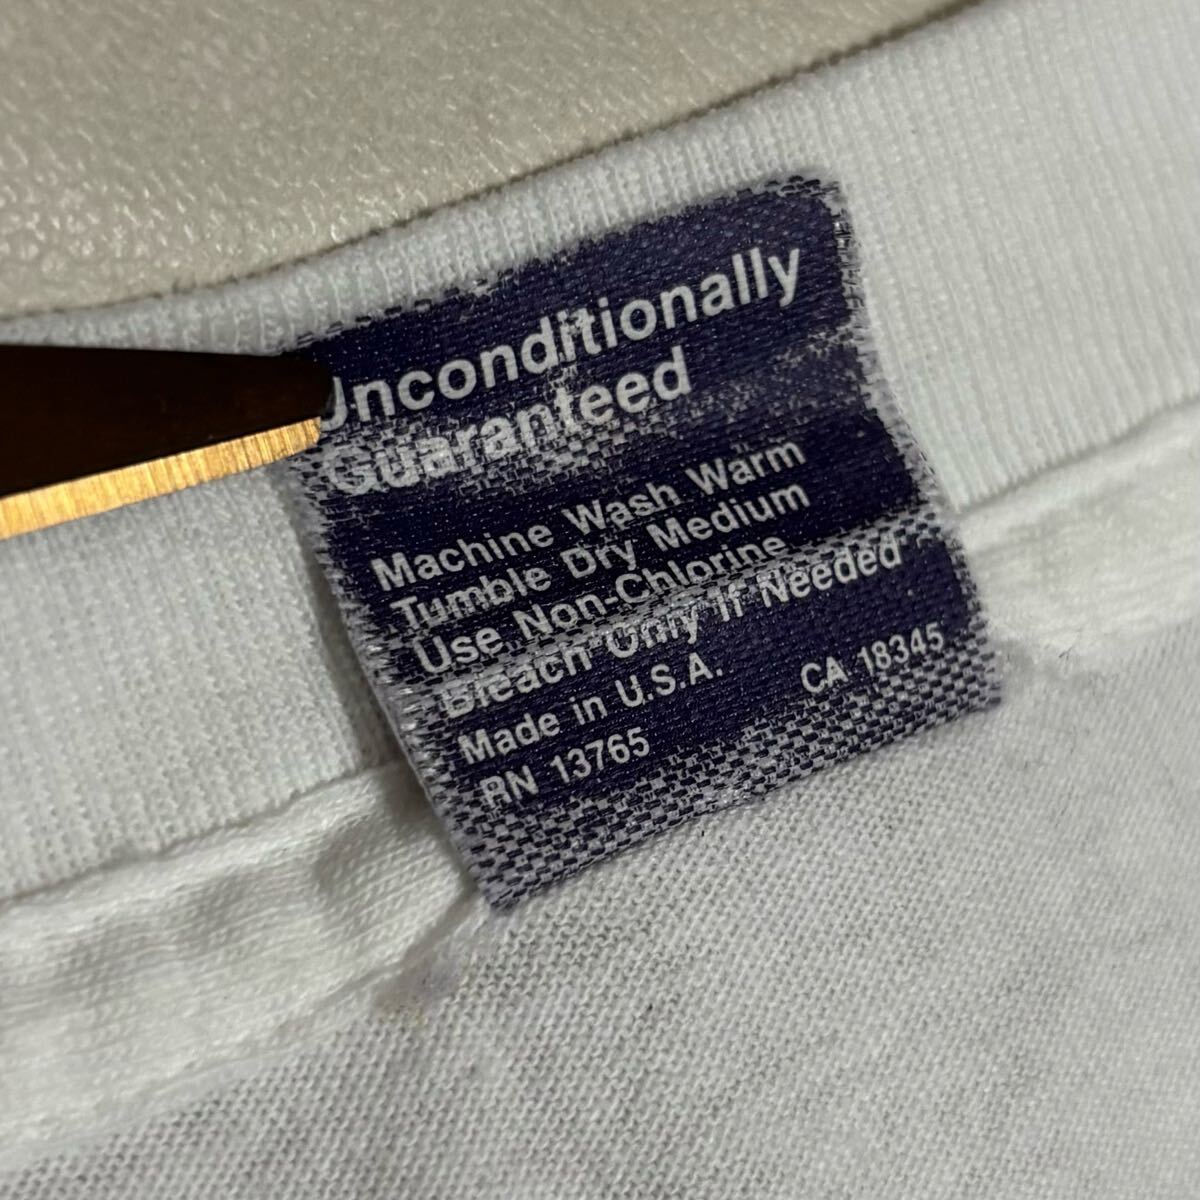 Unconditionally
Guaranteed
Machine Wash Warm
Tumble Dry Medium
Use Non-Chlorine
Bleach Only If Needed
Made in U.S.A. CA 18345
RN 13765